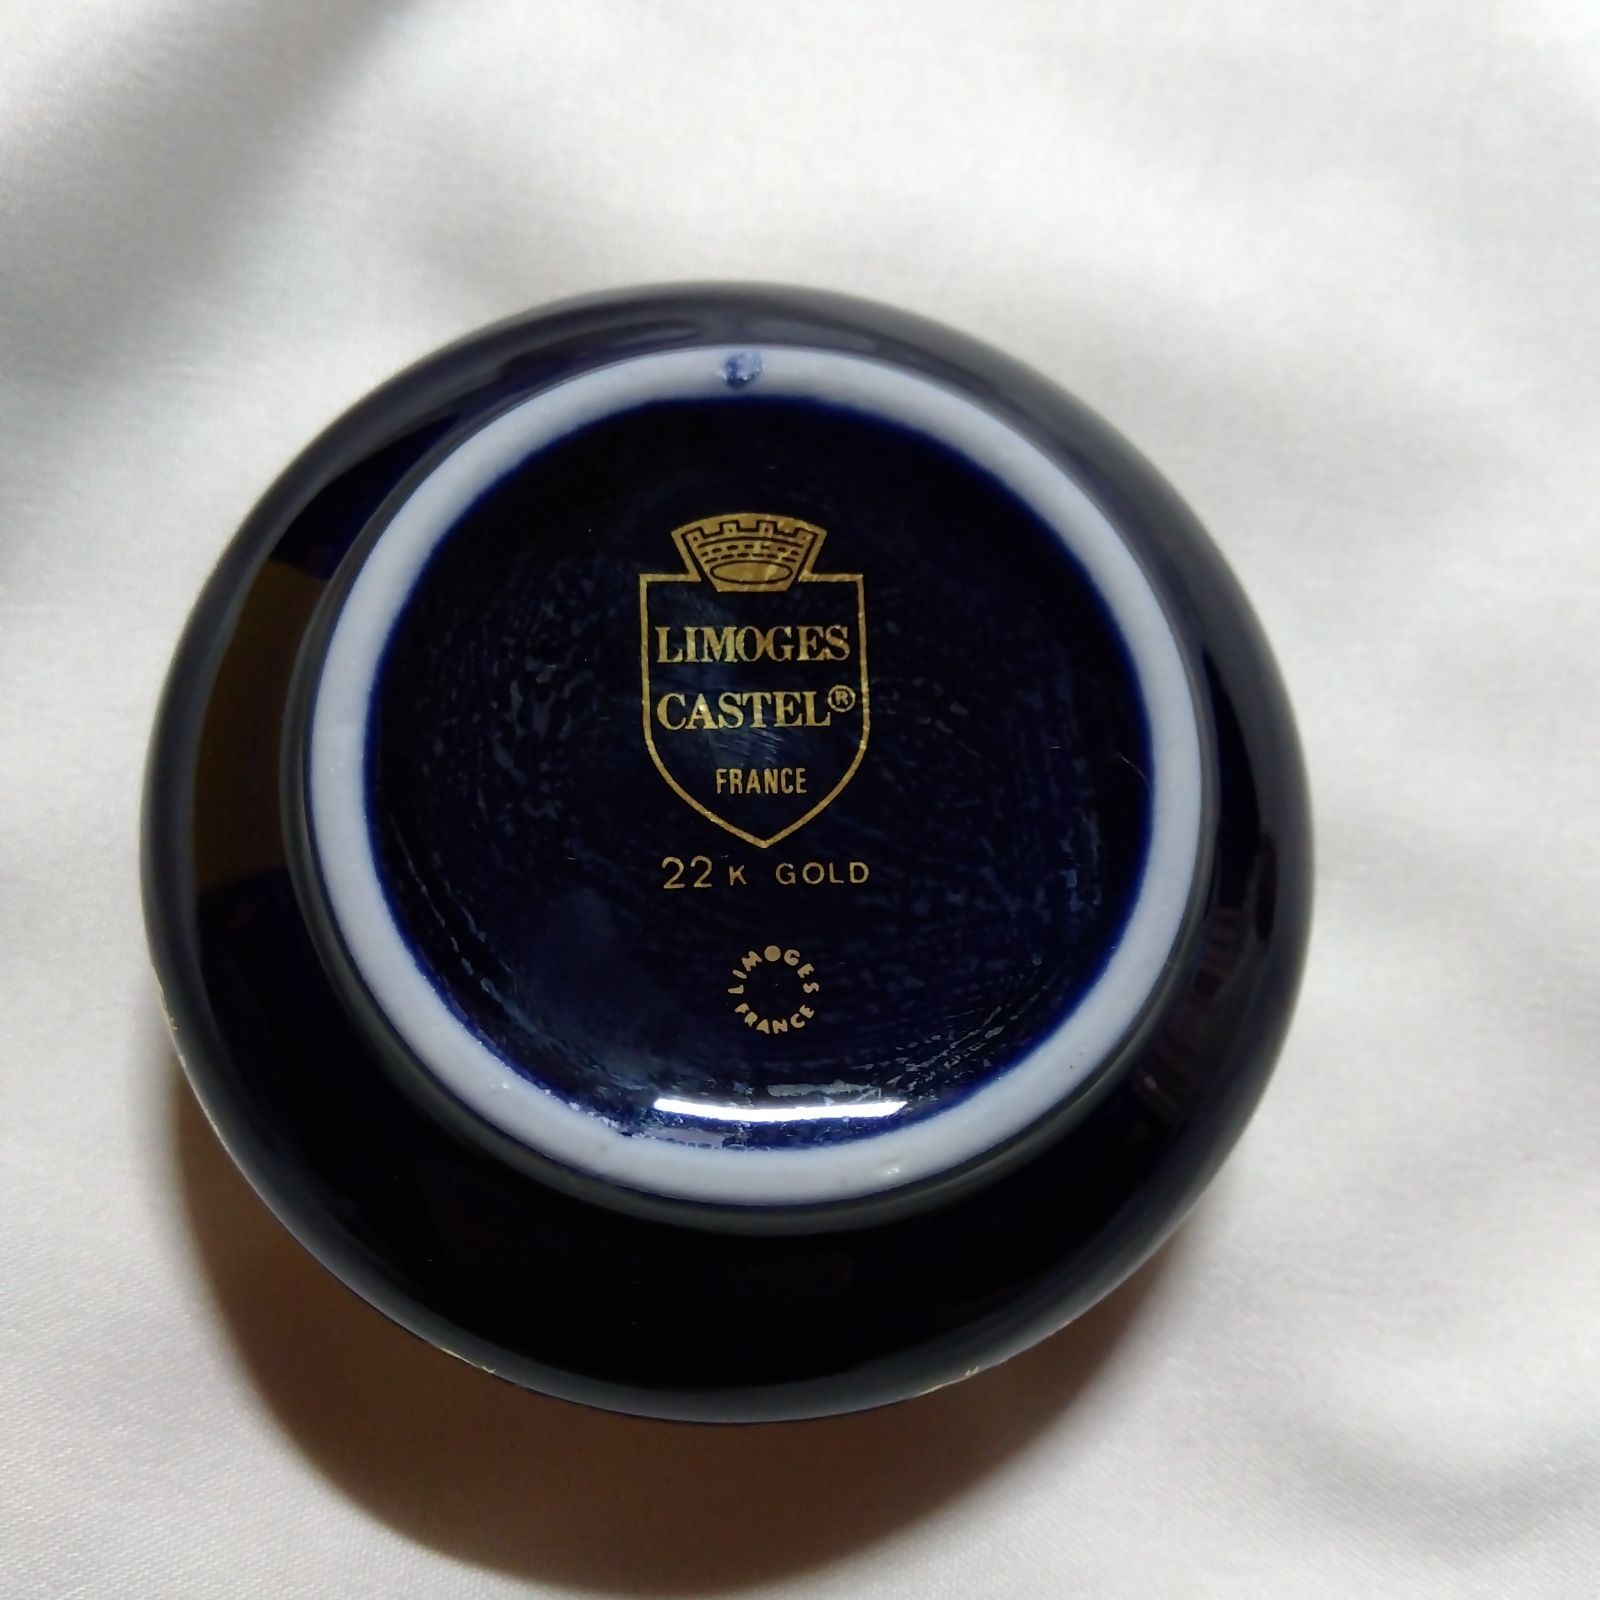 LIMOGES
CASTEL®
FRANCE
22 K GOLD
LIMOGES
FRANCE